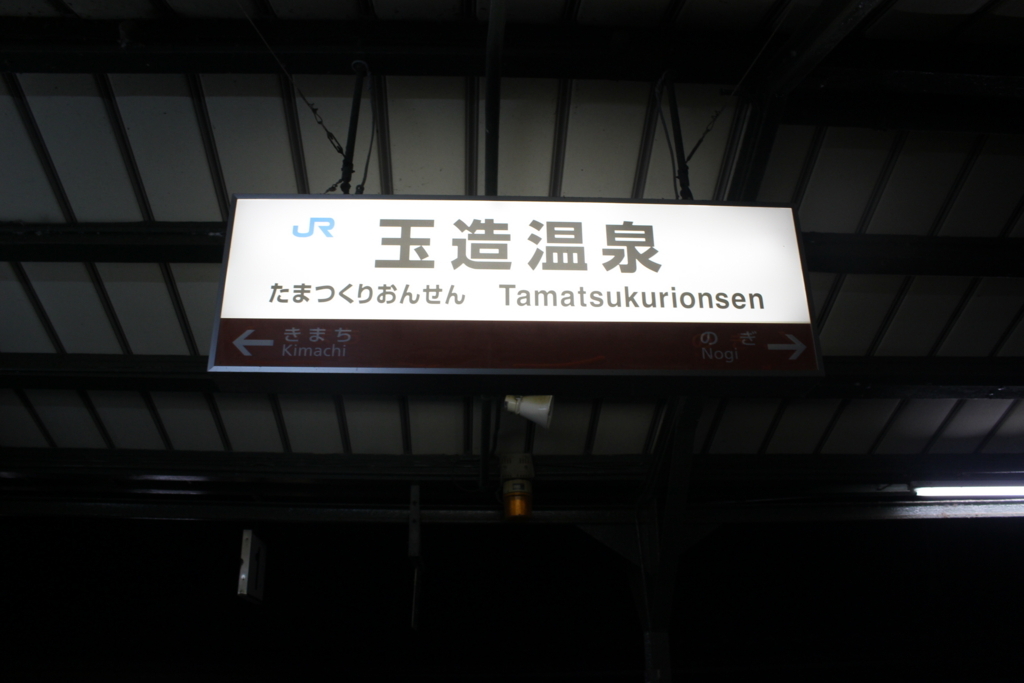 JR 玉造温泉
たまつくりおんせん Tamatsukurionsen
← きまち のぎ →
Kimachi Nogi